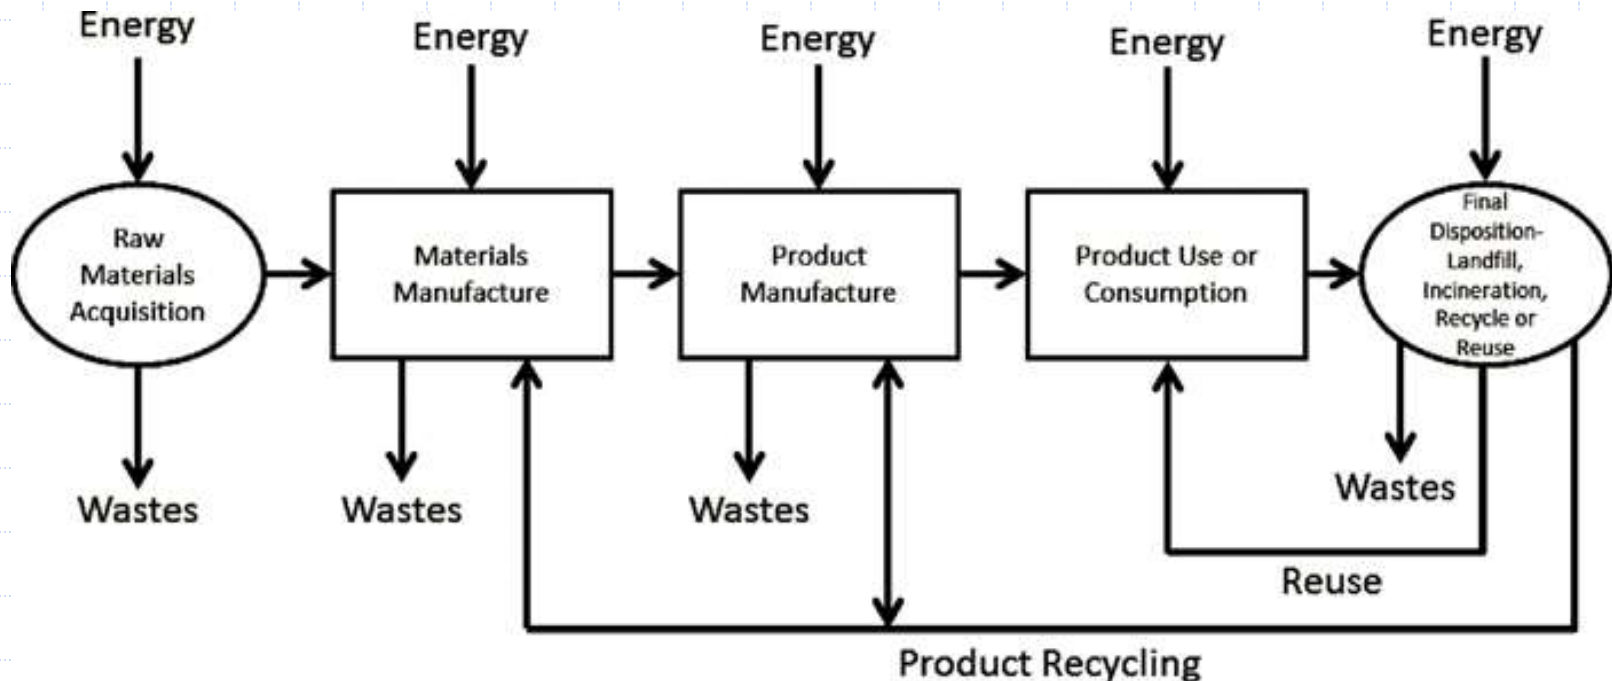 Energy
Energy
Energy
Energy
Energy
Raw
Materials
Acquisition
Materials
Manufacture
Product
Manufacture
Product Use or
Consumption
Final
Disposition-
Landfill,
Incineration,
Recycle or
Reuse
Wastes
Wastes
Wastes
Wastes
Reuse
Product Recycling